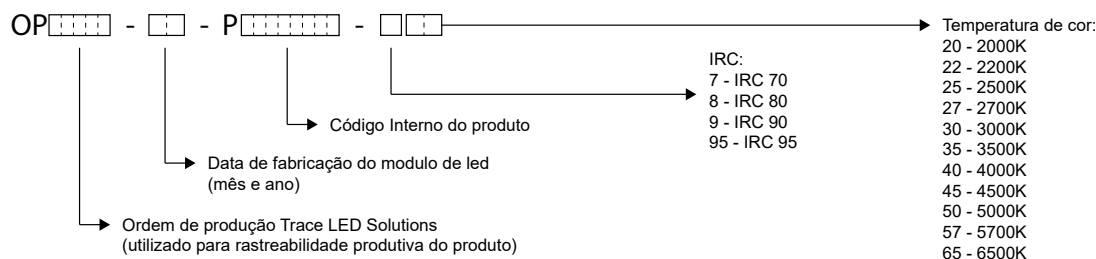 OP - - P -
Temperatura de cor:
20 - 2000K
22 - 2200K
25 - 2500K
27 - 2700K
30 - 3000K
35 - 3500K
40 - 4000K
45 - 4500K
50 - 5000K
57 - 5700K
65 - 6500K
IRC:
7 - IRC 70
8 - IRC 80
9 - IRC 90
95 - IRC 95
Código Interno do produto
Data de fabricação do modulo de led
(mês e ano)
Ordem de produção Trace LED Solutions
(utilizado para rastreabilidade produtiva do produto)